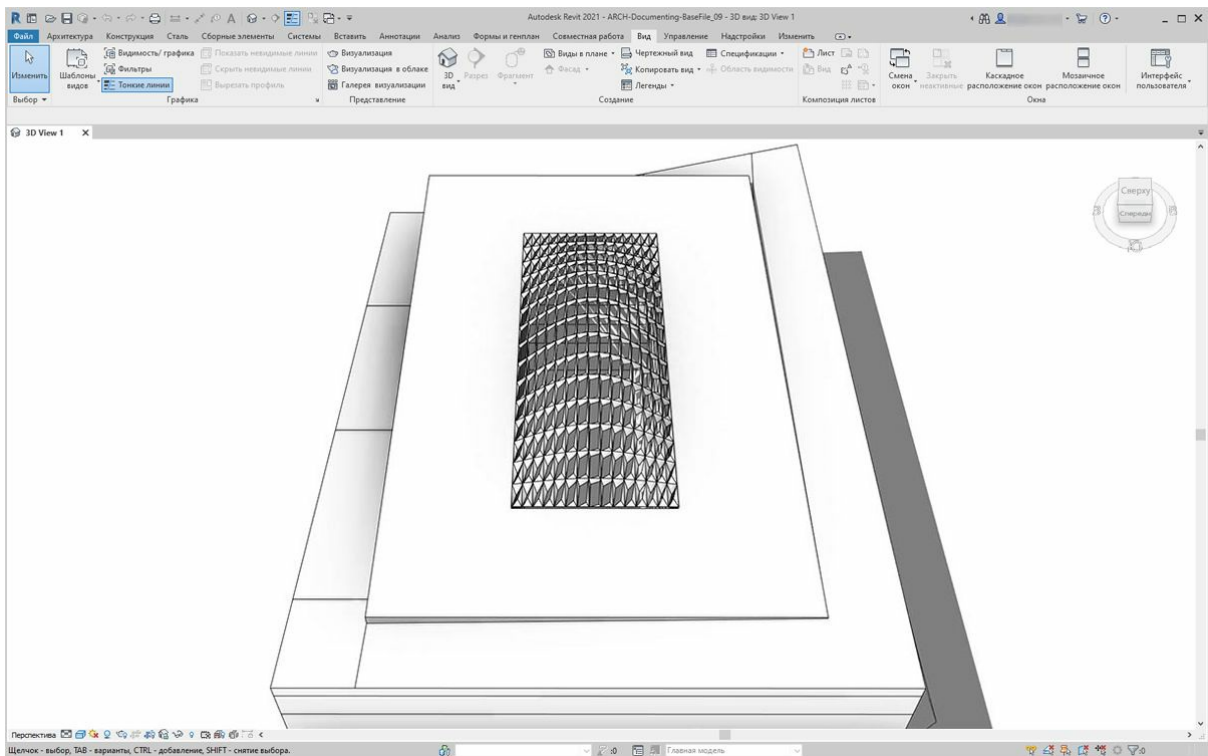 Autodesk Revit 2021 - ARCH-Documenting-BaseFile_09 - 3D вид: 3D View 1
Файл Архитектура Конструкция Сталь Сборные элементы Системы Вставить Аннотации Анализ Формы и генплан Совместная работа Вид Управление Надстройки Изменить
Изменить
Шаблоны видов
Видимость/ графика
Фильтры
Тонкие линии
Показать невидимые линии
Скрыть невидимые линии
Вырезать профиль
Визуализация
Визуализация в облаке
Галерея визуализации
3D вид
Разрез
Фрагмент
Виды в плане
Фасад
Чертежный вид
Копировать вид
Легенды
Спецификации
Область видимости
Лист
Вид
Смена окон
Закрыть неактивные
Каскадное расположение окон
Мозаичное расположение окон
Интерфейс пользователя
Выбор
Графика
Представление
Создание
Композиция листов
Окна
3D View 1 X
Сверху
Спереди
Перспектива
Щелчок - выбор, TAB - варианты, CTRL - добавление, SHIFT - снятие выбора.
:0
Главная модель
:0